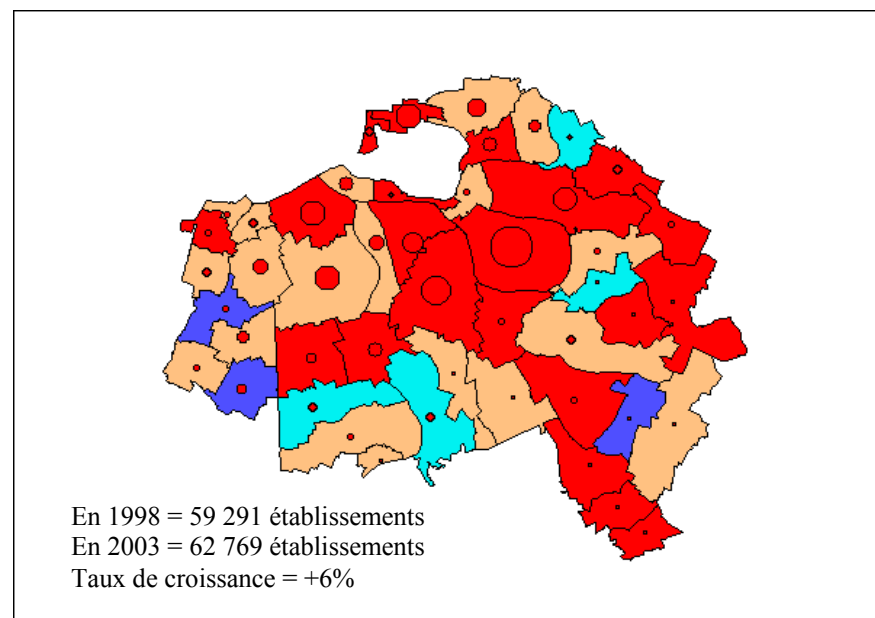 En 1998 = 59 291 établissements
En 2003 = 62 769 établissements
Taux de croissance = +6%